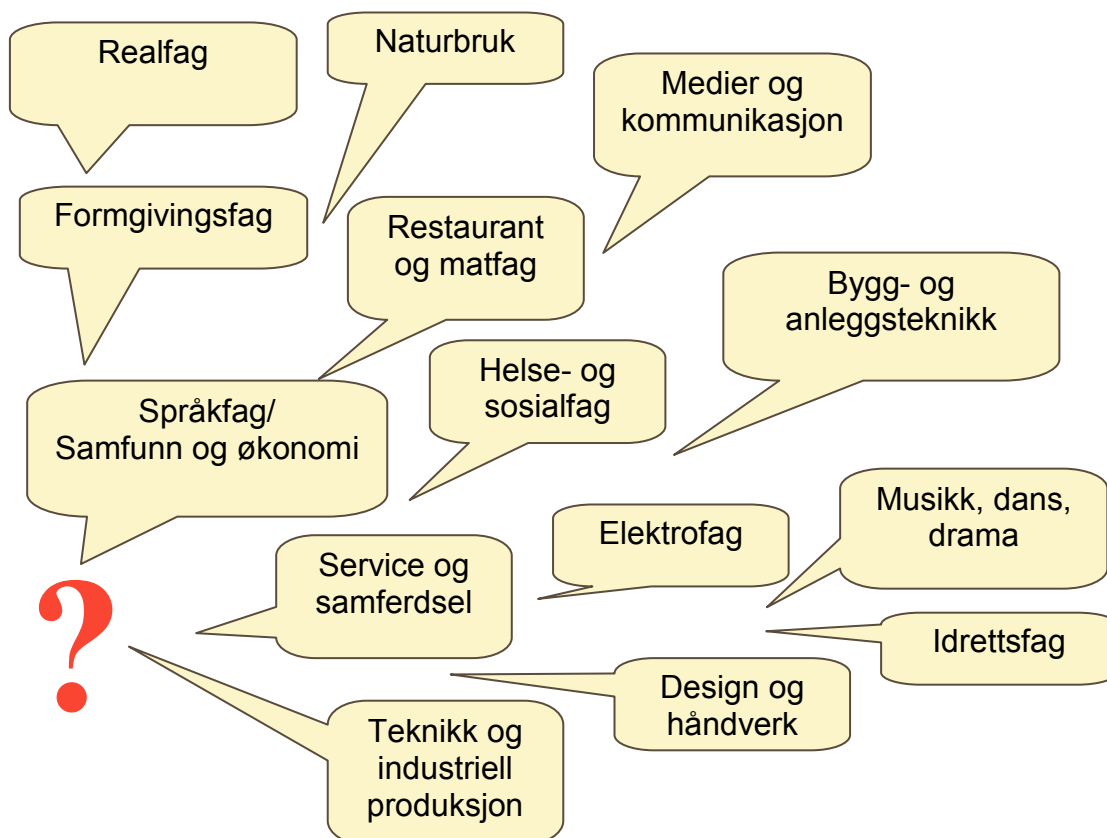 Realfag
Naturbruk
Medier og
kommunikasjon
Formgivingsfag
Restaurant
og matfag
Bygg- og
anleggsteknikk
Helse- og
sosialfag
Språkfag/
Samfunn og økonomi
Musikk, dans,
drama
Elektrofag
Service og
samferdsel
?
Idrettsfag
Design og
håndverk
Teknikk og
industriell
produksjon